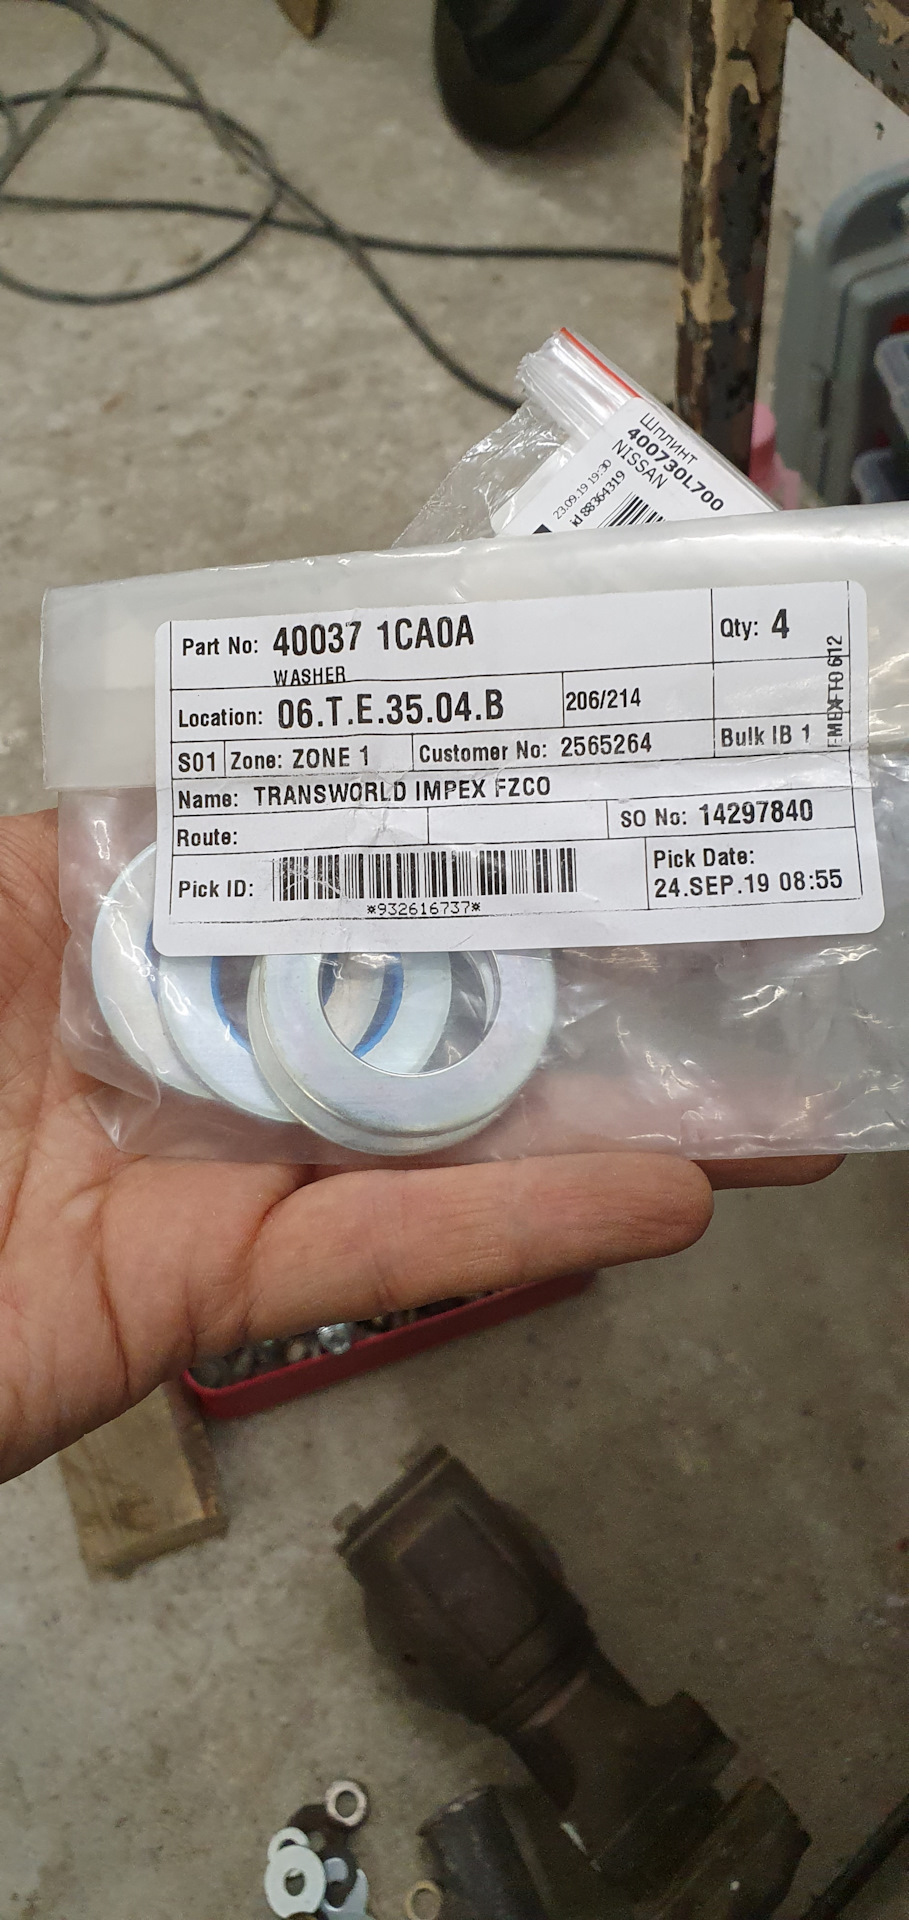 Шплинт
400730L700
NISSAN
23.09.19 19:30
id 88364319
Part No: 40037 1CA0A
Qty: 4
WASHER
Location: 06.T.E.35.04.B
206/214
S01 Zone: ZONE 1
Customer No: 2565264
Bulk IB 1
Name: TRANSWORLD IMPEX FZCO
Route:
SO No: 14297840
Pick ID:
*932616737*
Pick Date:
24.SEP.19 08:55